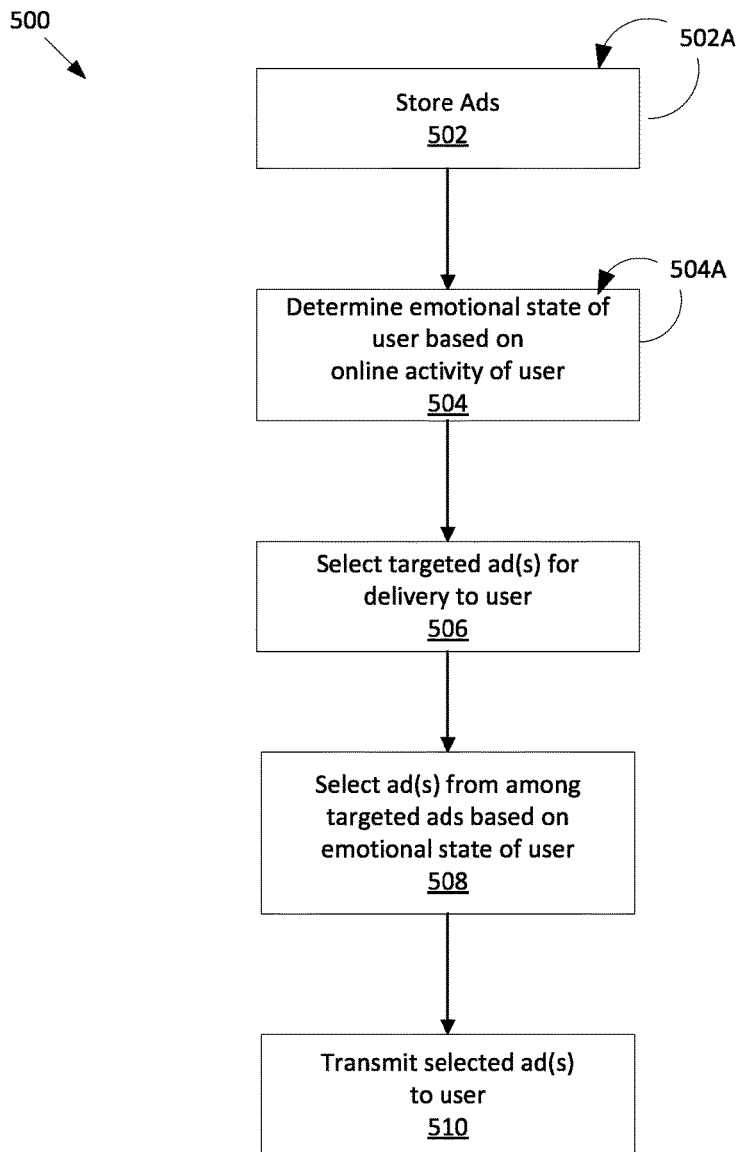 500
502A
Store Ads
502
504A
Determine emotional state of
user based on
online activity of user
504
Select targeted ad(s) for
delivery to user
506
Select ad(s) from among
targeted ads based on
emotional state of user
508
Transmit selected ad(s)
to user
510